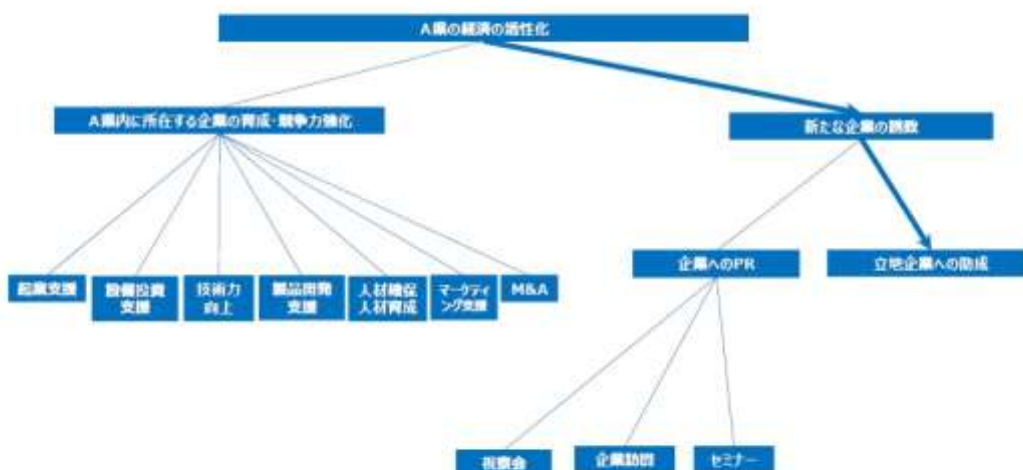 A県の経済の活性化
A県内に所在する企業の育成・競争力強化
新たな企業の誘致
企業へのPR
立地企業への助成
起業支援
設備投資
支援
技術力
向上
製品開発
支援
人材確保
人材育成
マーケティ
ング支援
M&A
視察会
企業訪問
セミナー